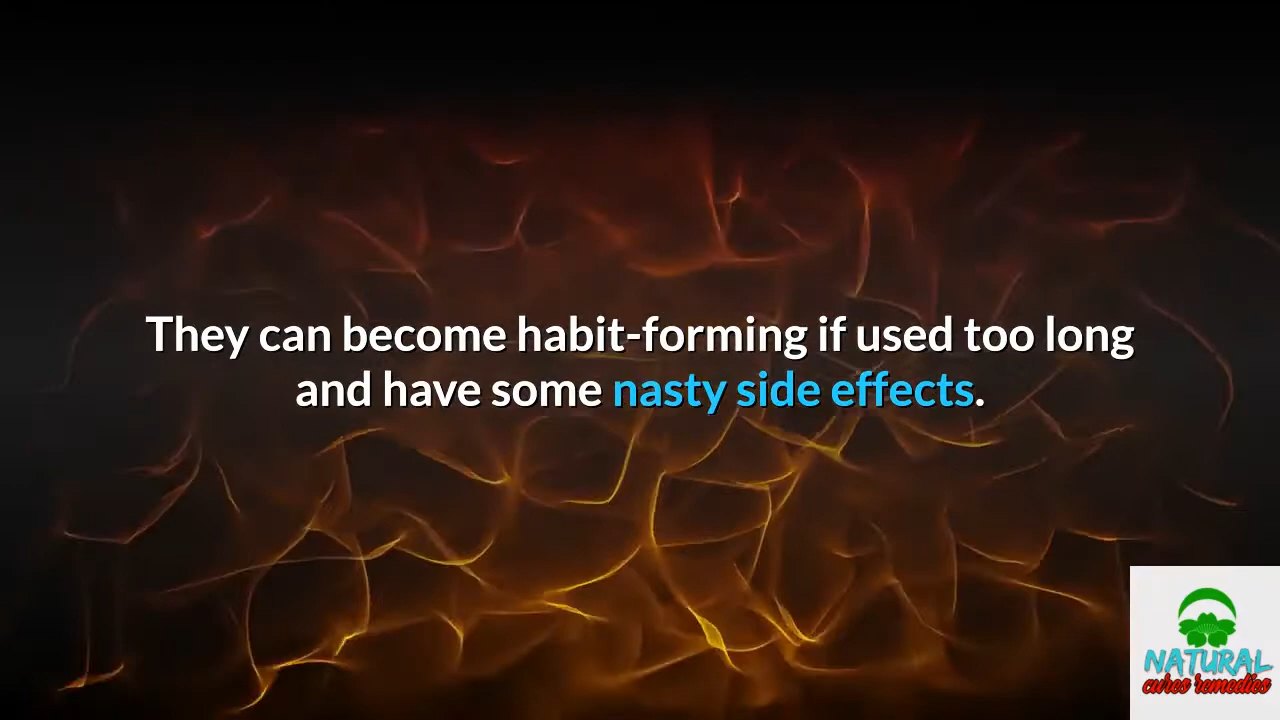 They can become habit-forming if used too long
and have some nasty side effects.
NATURAL
cures remedies